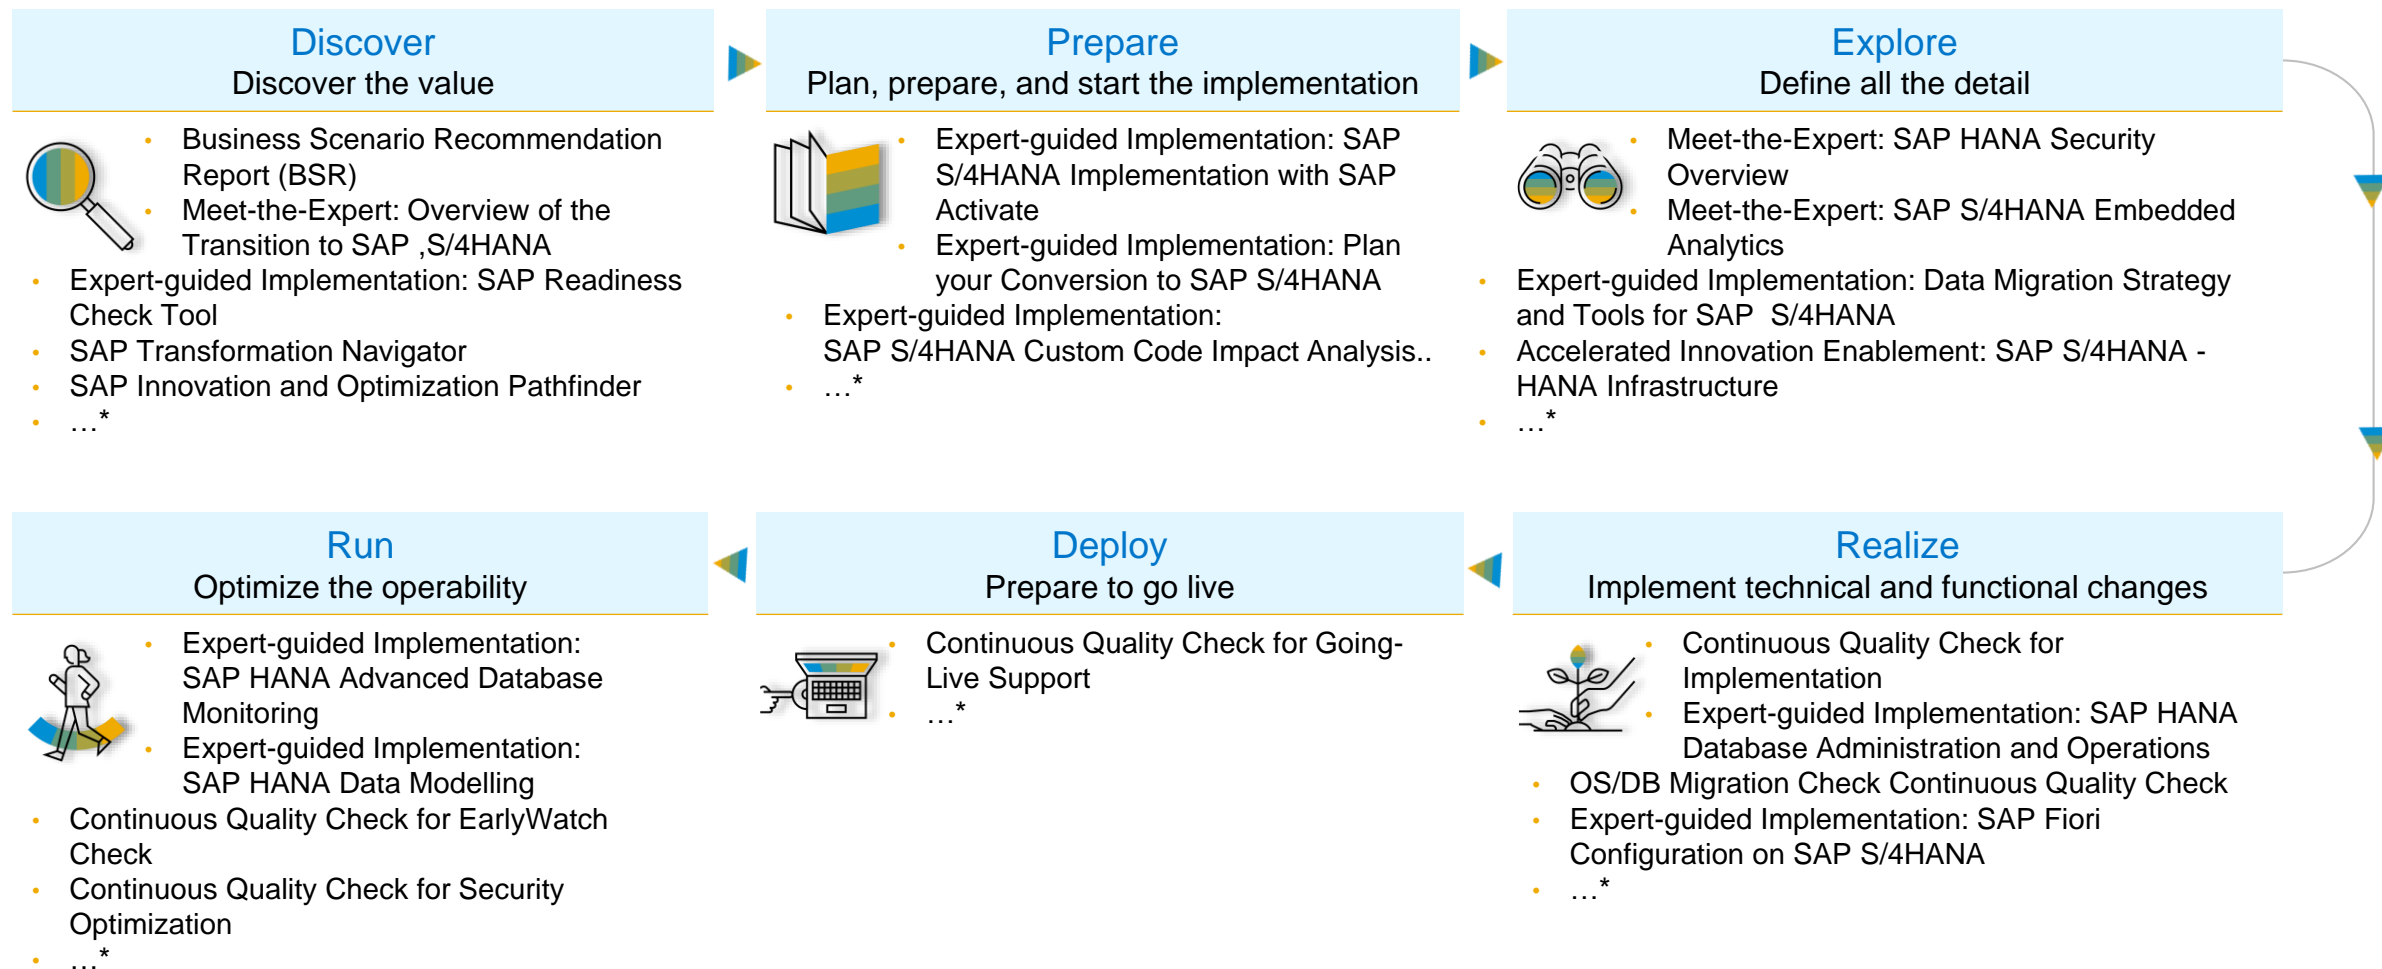 Discover
Discover the value
• Business Scenario Recommendation
Report (BSR)
• Meet-the-Expert: Overview of the
Transition to SAP ,S/4HANA
• Expert-guided Implementation: SAP Readiness
Check Tool
• SAP Transformation Navigator
• SAP Innovation and Optimization Pathfinder
• …*
Prepare
Plan, prepare, and start the implementation
• Expert-guided Implementation: SAP
S/4HANA Implementation with SAP
Activate
• Expert-guided Implementation: Plan
your Conversion to SAP S/4HANA
• Expert-guided Implementation:
SAP S/4HANA Custom Code Impact Analysis..
• …*
Explore
Define all the detail
• Meet-the-Expert: SAP HANA Security
Overview
• Meet-the-Expert: SAP S/4HANA Embedded
Analytics
• Expert-guided Implementation: Data Migration Strategy
and Tools for SAP  S/4HANA
• Accelerated Innovation Enablement: SAP S/4HANA -
HANA Infrastructure
• …*
Run
Optimize the operability
• Expert-guided Implementation:
SAP HANA Advanced Database
Monitoring
• Expert-guided Implementation:
SAP HANA Data Modelling
• Continuous Quality Check for EarlyWatch
Check
• Continuous Quality Check for Security
Optimization
• …*
Deploy
Prepare to go live
• Continuous Quality Check for Going-
Live Support
• …*
Realize
Implement technical and functional changes
• Continuous Quality Check for
Implementation
• Expert-guided Implementation: SAP HANA
Database Administration and Operations
• OS/DB Migration Check Continuous Quality Check
• Expert-guided Implementation: SAP Fiori
Configuration on SAP S/4HANA
• …*